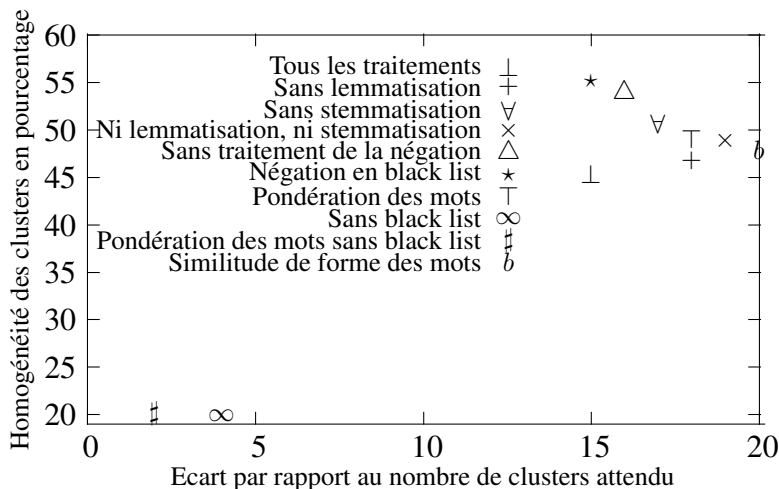 Homogénéité des clusters en pourcentage
60
55
50
45
40
35
30
25
20
Tous les traitements ⊥
Sans lemmatisation +
Sans stemmatisation ∀
Ni lemmatisation, ni stemmatisation ×
Sans traitement de la négation △
Négation en black list ⋆
Pondération des mots ⊤
Sans black list ∞
Pondération des mots sans black list ♯
Similitude de forme des mots b
b
0 5 10 15 20
Ecart par rapport au nombre de clusters attendu